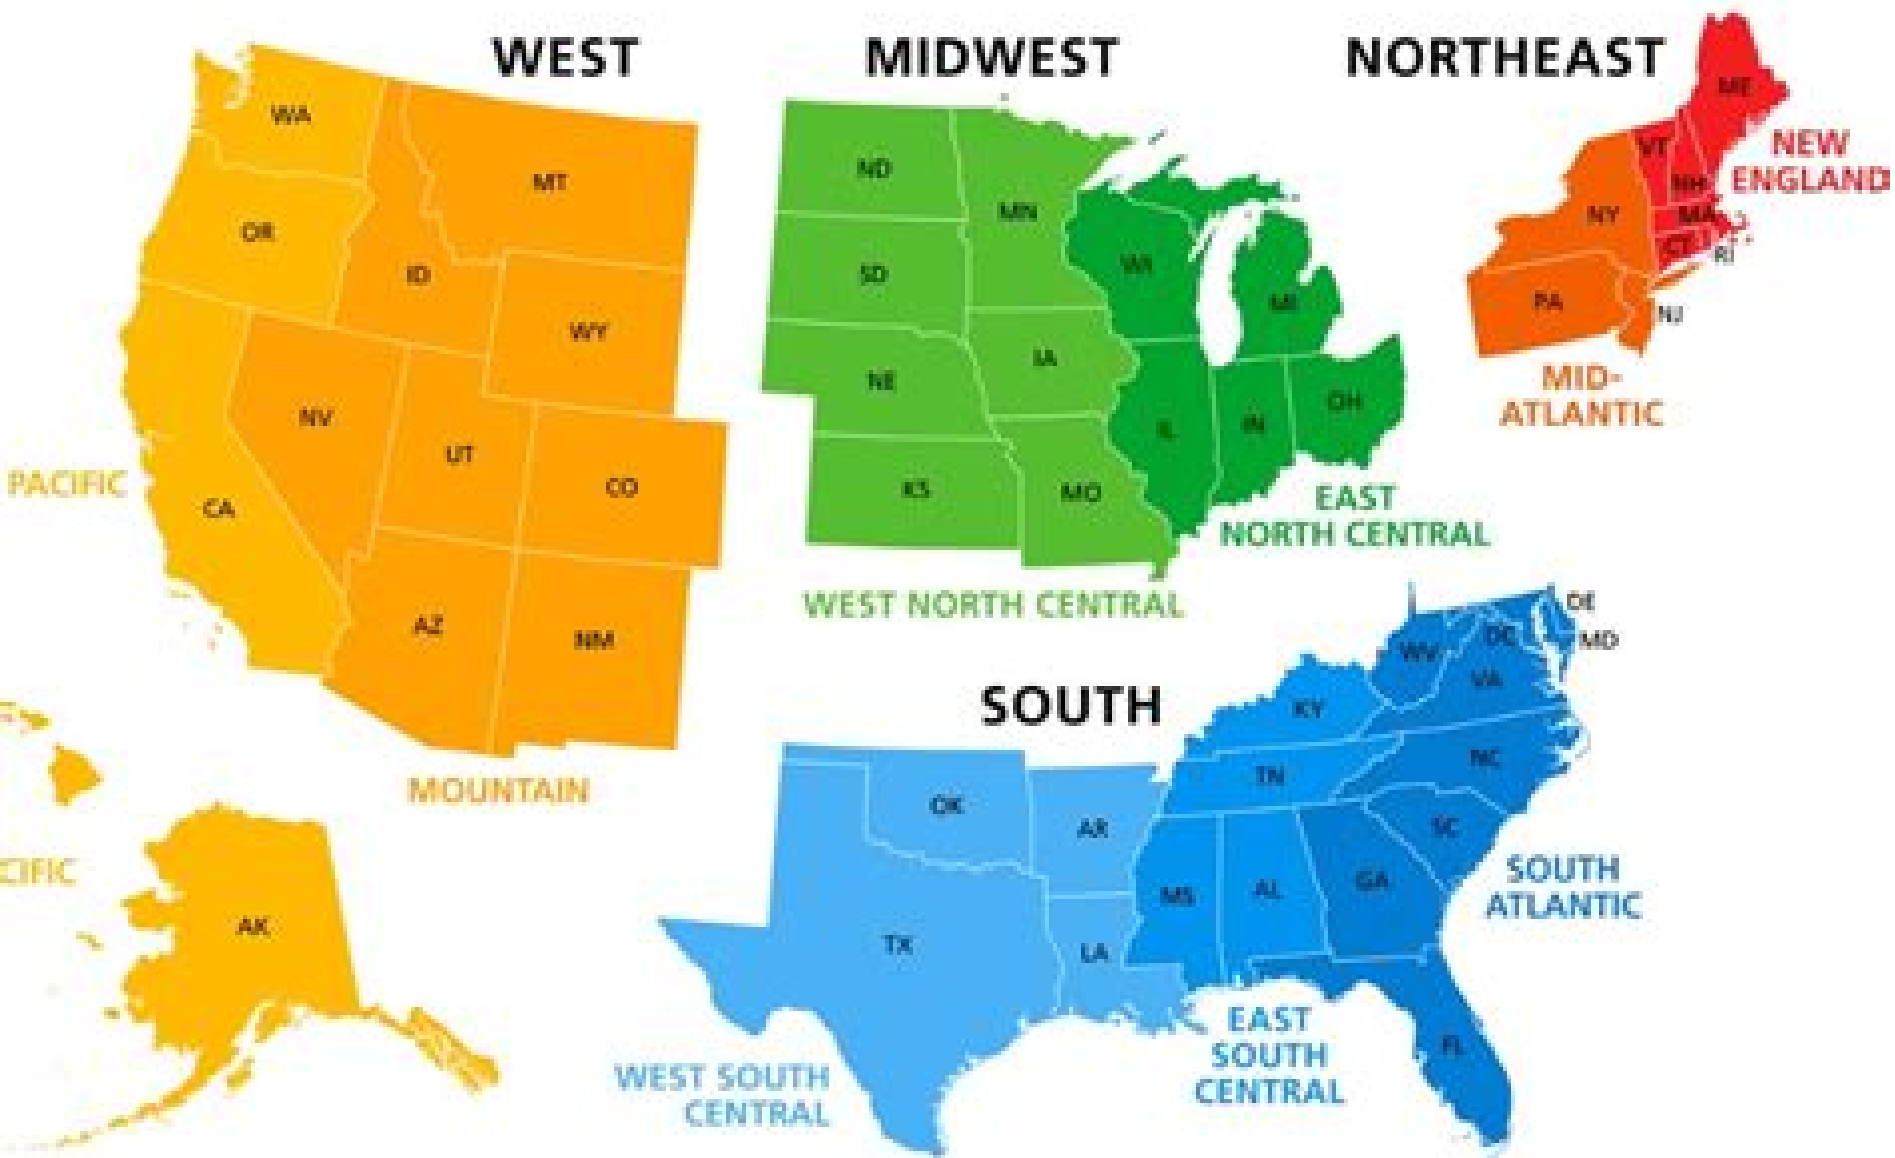 WEST
MIDWEST
NORTHEAST
WA
MT
OR
ID
WY
NV
UT
CO
CA
AZ
NM
PACIFIC
MOUNTAIN
CIFIC
AK
ND
MN
SD
WI
MI
NE
IA
IL
IN
OH
KS
MO
EAST
NORTH CENTRAL
WEST NORTH CENTRAL
ME
VT
NH
NEW
ENGLAND
NY
MA
CT
RI
PA
NJ
MID-
ATLANTIC
SOUTH
DE
DC
MD
WV
VA
KY
NC
TN
OK
AR
SC
MS
AL
GA
SOUTH
ATLANTIC
TX
LA
FL
EAST
SOUTH
CENTRAL
WEST SOUTH
CENTRAL